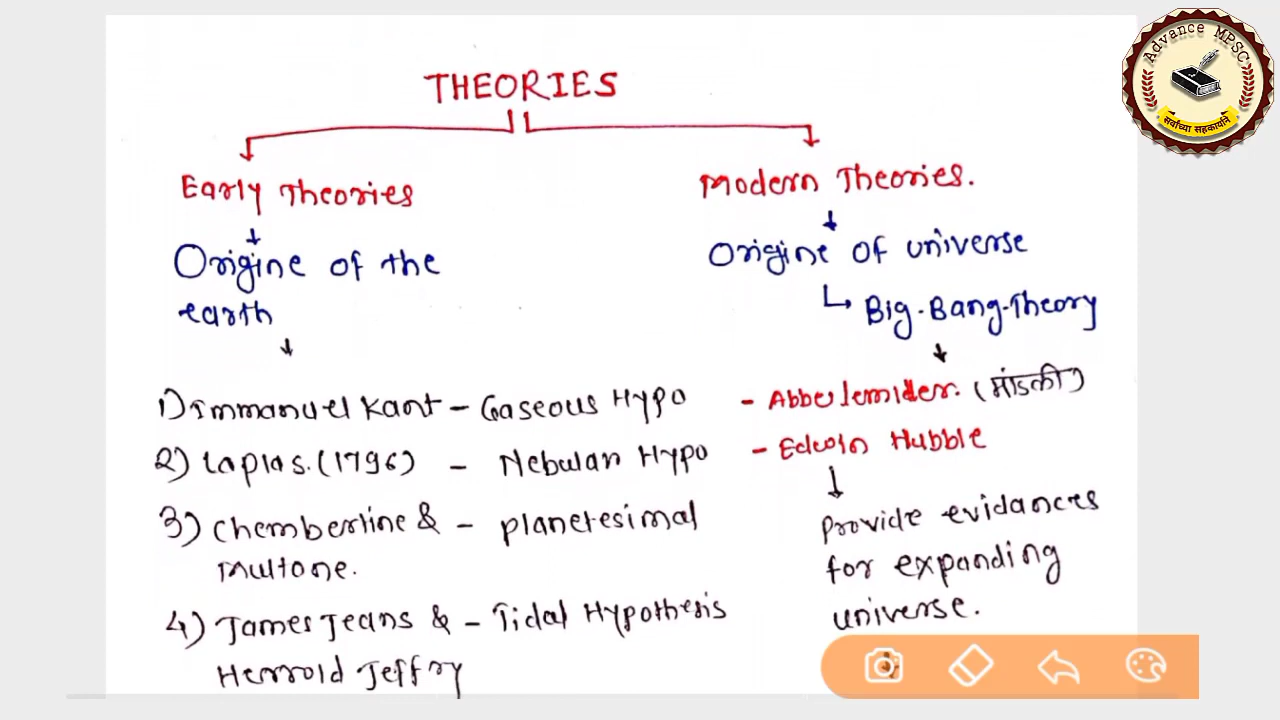 Advance MPSC
सर्वांच्या सहकार्याने
THEORIES
Early Theories
Origine of the
earth
1) Immanuel Kant - Gaseous Hypo
2) Laplas. (1796) - Nebulan Hypo
3) Chemberline & - planetesimal
Multone.
4) James Jeans & - Tidal Hypothesis
Herrold Jeffry
Modern Theories.
Origine of universe
Big-Bang-Theory
- Abbe lemider. (मांडली)
- Edwin Hubble
Provide evidances
for expanding
universe.